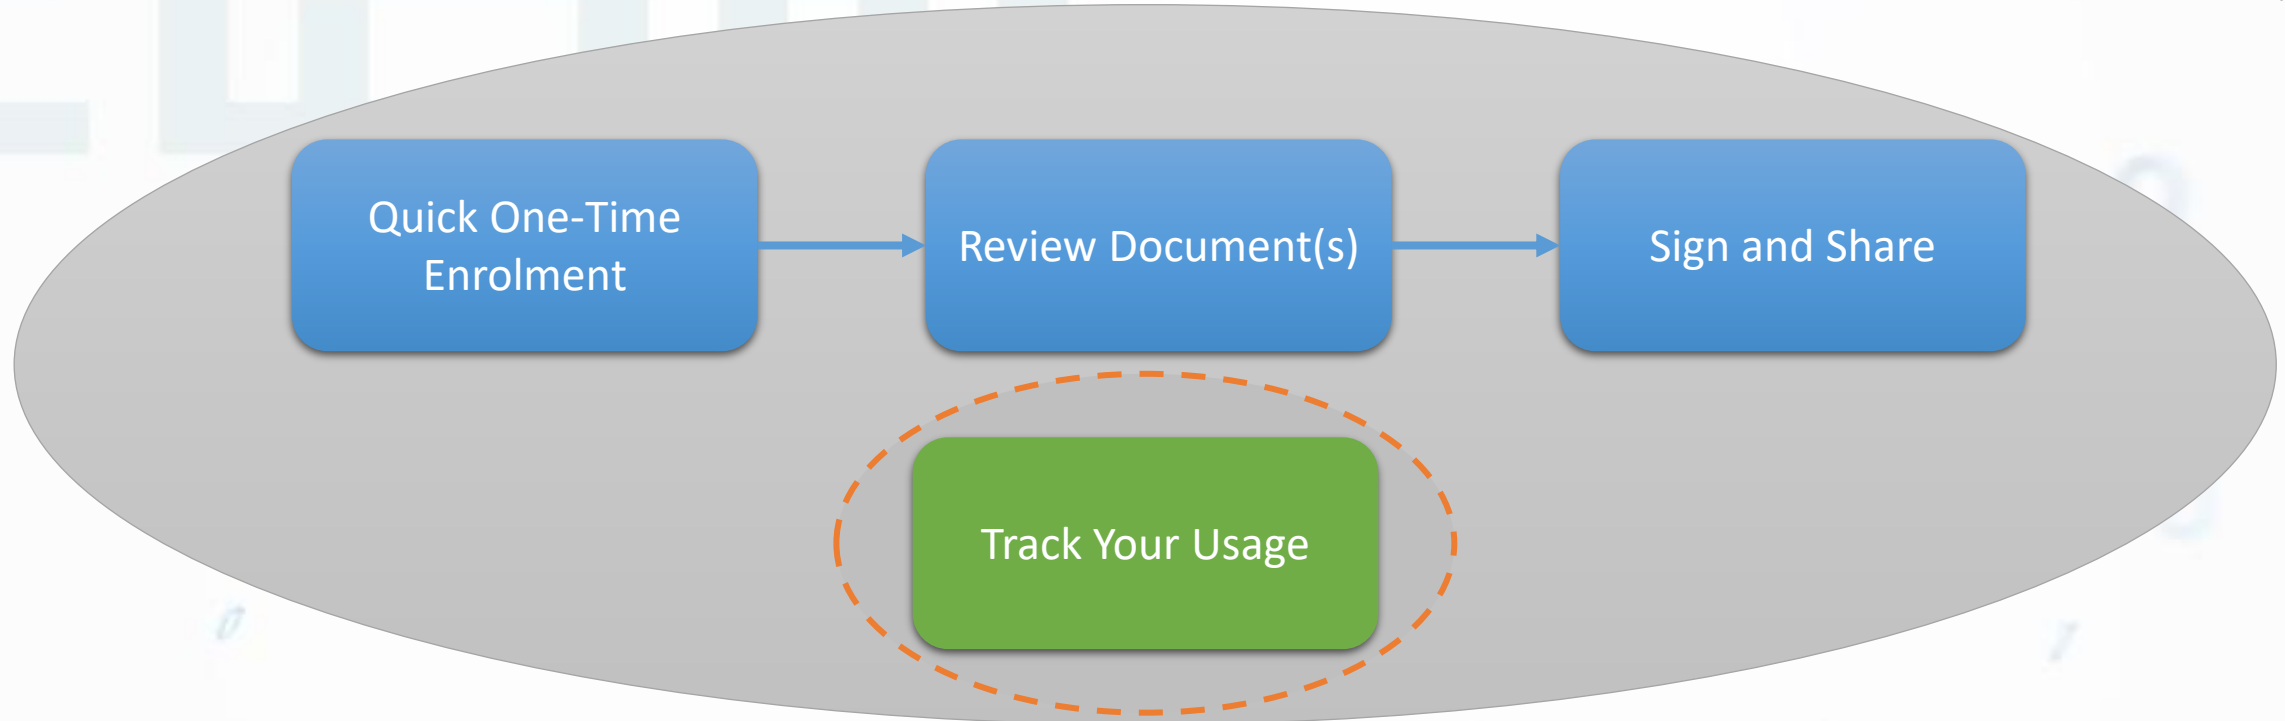 Quick One-Time
Enrolment
Review Document(s)
Sign and Share
Track Your Usage